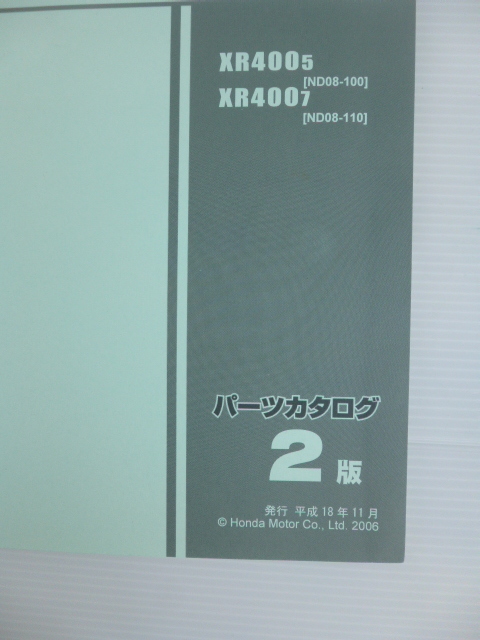 XR4005
[ND08-100]
XR4007
[ND08-110]
パーツカタログ
2版
発行 平成18年11月
© Honda Motor Co., Ltd. 2006